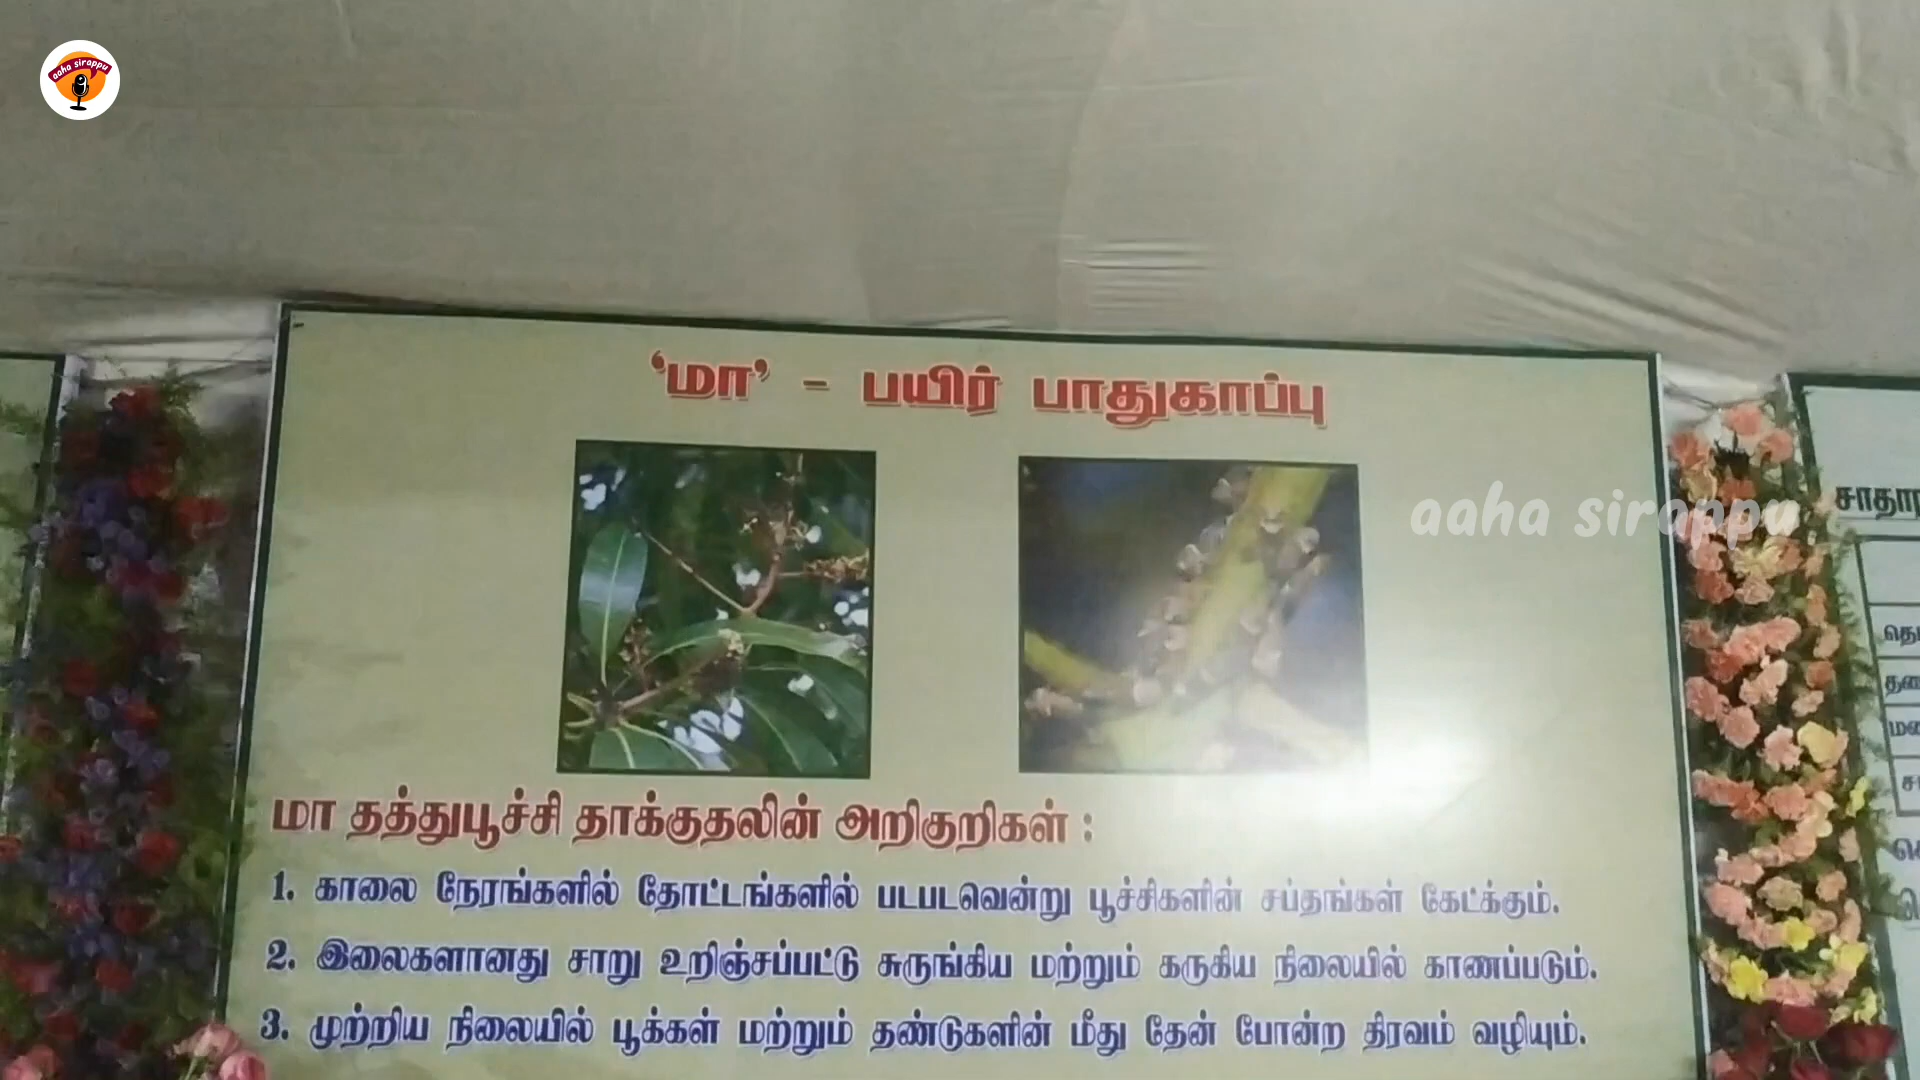 aaha sirappu
'மா' - பயிர் பாதுகாப்பு
aaha sirappu
மா தத்துபூச்சி தாக்குதலின் அறிகுறிகள் :
1. காலை நேரங்களில் தோட்டங்களில் படபடவென்று பூச்சிகளின் சப்தங்கள் கேட்க்கும்.
2. இலைகளானது சாறு உறிஞ்சப்பட்டு சுருங்கிய மற்றும் கருகிய நிலையில் காணப்படும்.
3. முற்றிய நிலையில் பூக்கள் மற்றும் தண்டுகளின் மீது தேன் போன்ற திரவம் வழியும்.